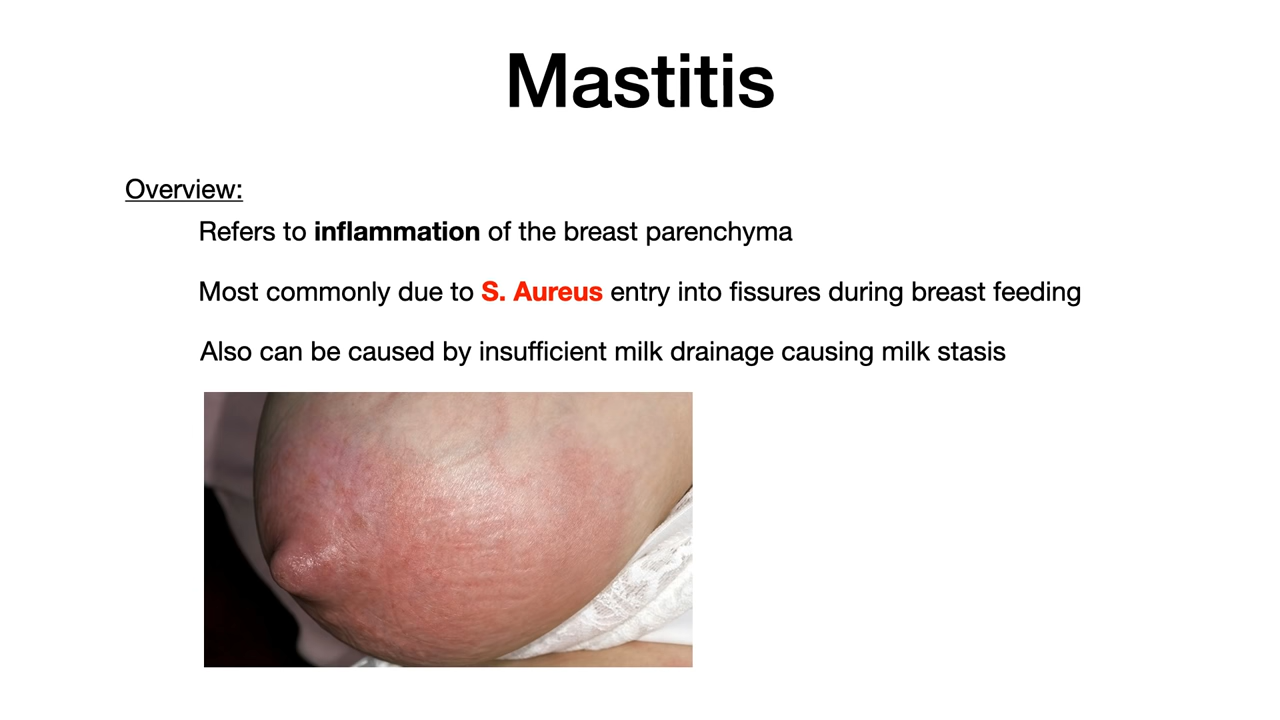 Mastitis
Overview:
Refers to inflammation of the breast parenchyma
Most commonly due to S. Aureus entry into fissures during breast feeding
Also can be caused by insufficient milk drainage causing milk stasis